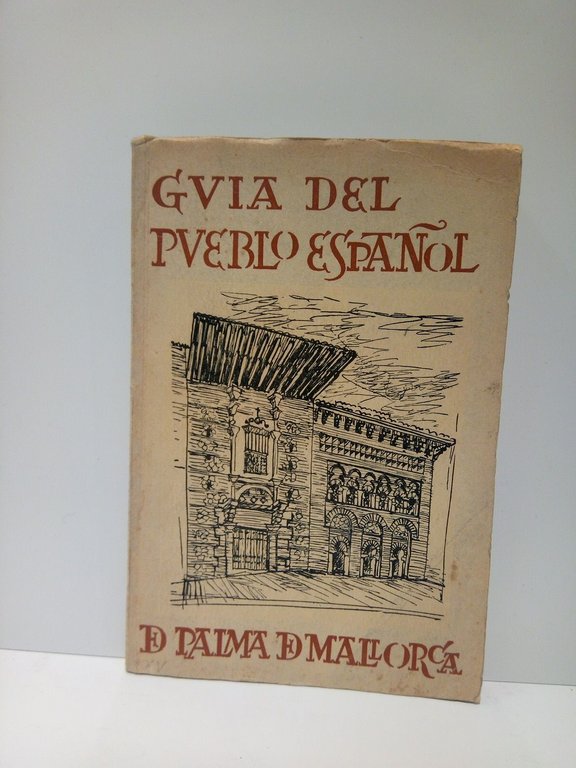 GVIA DEL
PVEBLO ESPAÑOL
DE PALMA DE MALLORCA